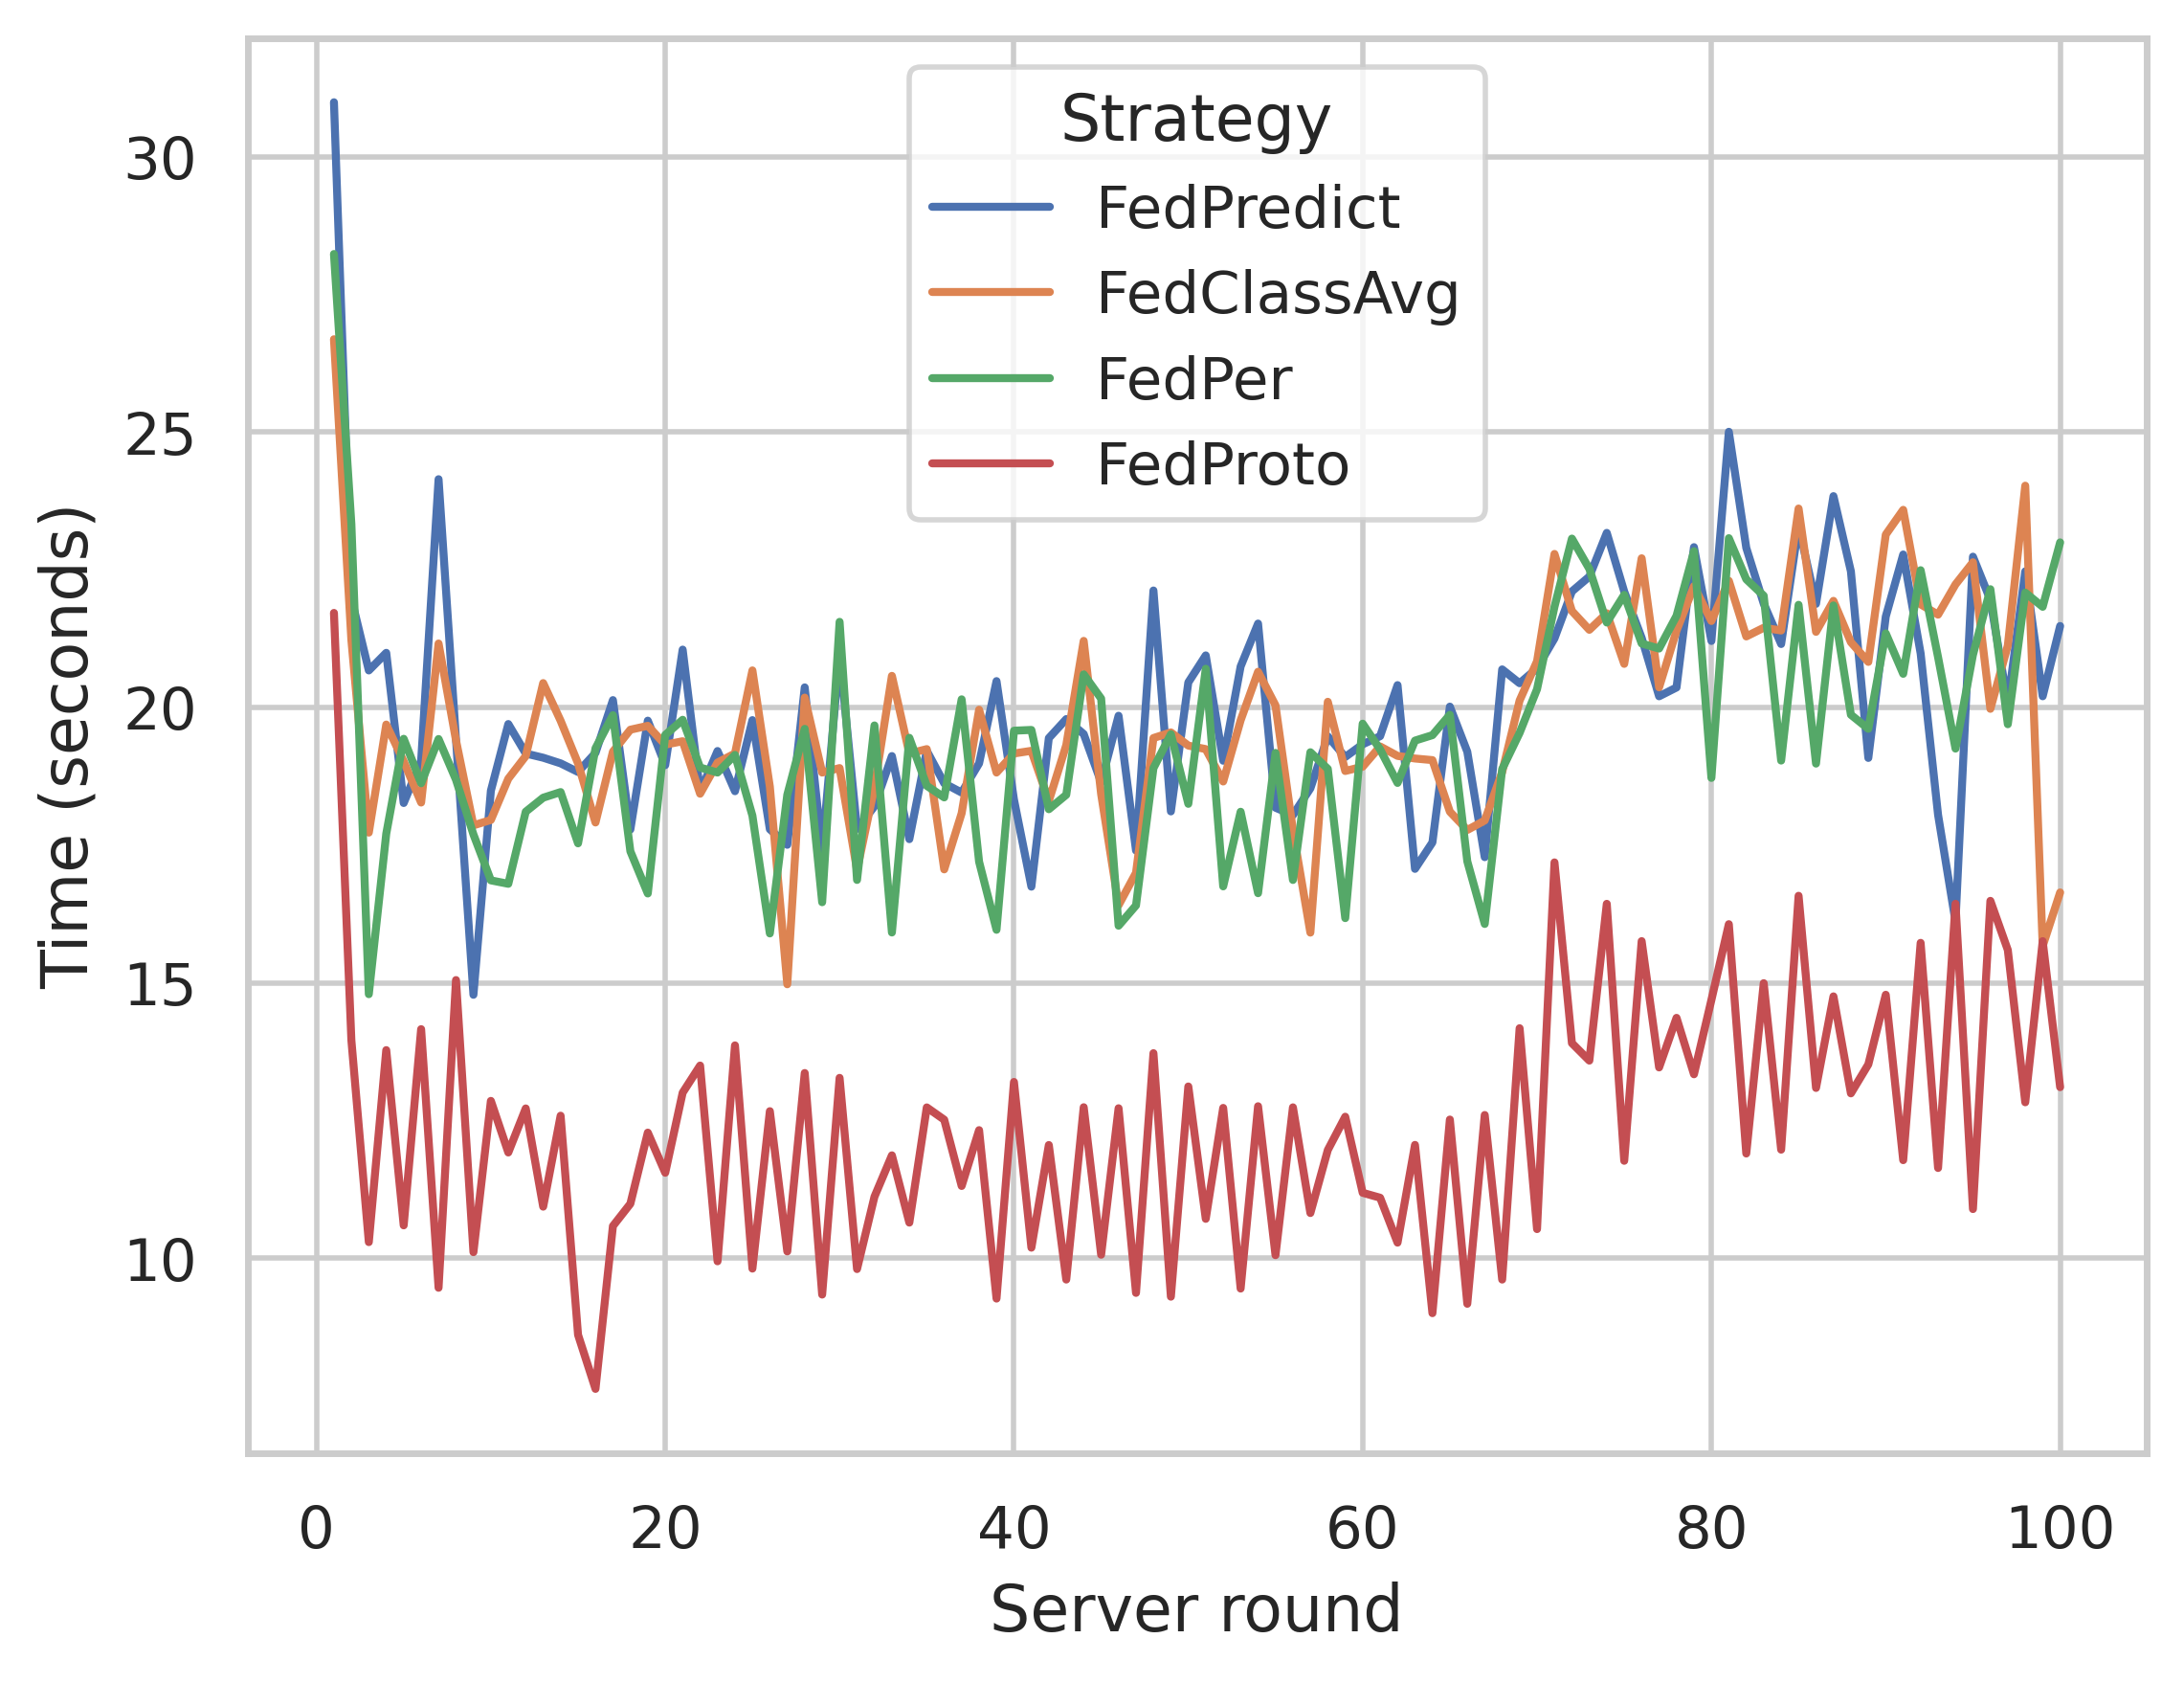 Strategy
FedPredict
FedClassAvg
FedPer
FedProto
Time (seconds)
30
25
20
15
10
0 20 40 60 80 100
Server round